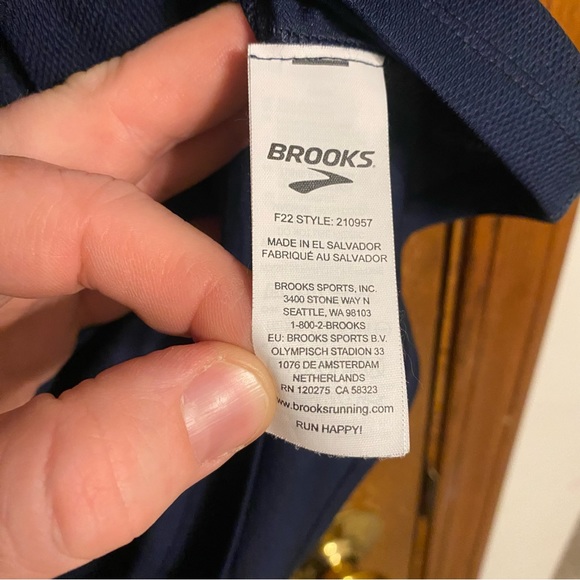 BROOKS
F22 STYLE: 210957
MADE IN EL SALVADOR
FABRIQUÉ AU SALVADOR
BROOKS SPORTS, INC.
3400 STONE WAY N
SEATTLE, WA 98103
1-800-2-BROOKS
EU: BROOKS SPORTS B.V.
OLYMPISCH STADION 33
1076 DE AMSTERDAM
NETHERLANDS
RN 120275 CA 58323
www.brooksrunning.com
RUN HAPPY!